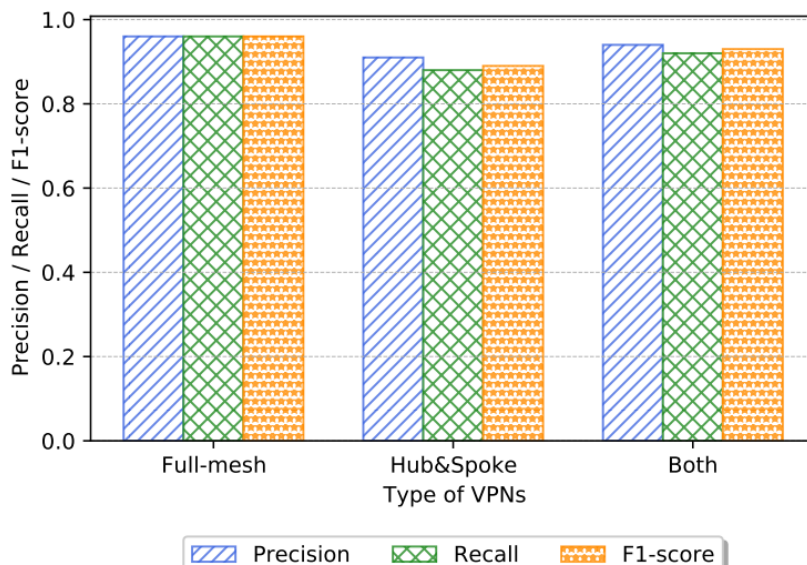 1.0
0.8
0.6
0.4
0.2
0.0
Precision / Recall / F1-score
Full-mesh Hub&Spoke Both
Type of VPNs
Precision Recall F1-score